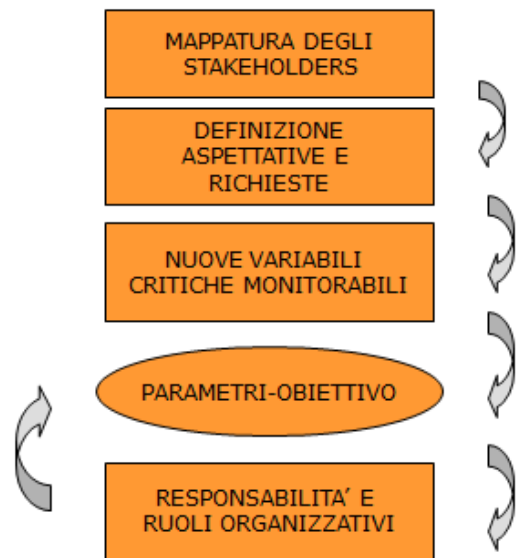 MAPPATURA DEGLI
STAKEHOLDERS
DEFINIZIONE
ASPETTATIVE E
RICHIESTE
NUOVE VARIABILI
CRITICHE MONITORABILI
PARAMETRI-OBIETTIVO
RESPONSABILITA´ E
RUOLI ORGANIZZATIVI